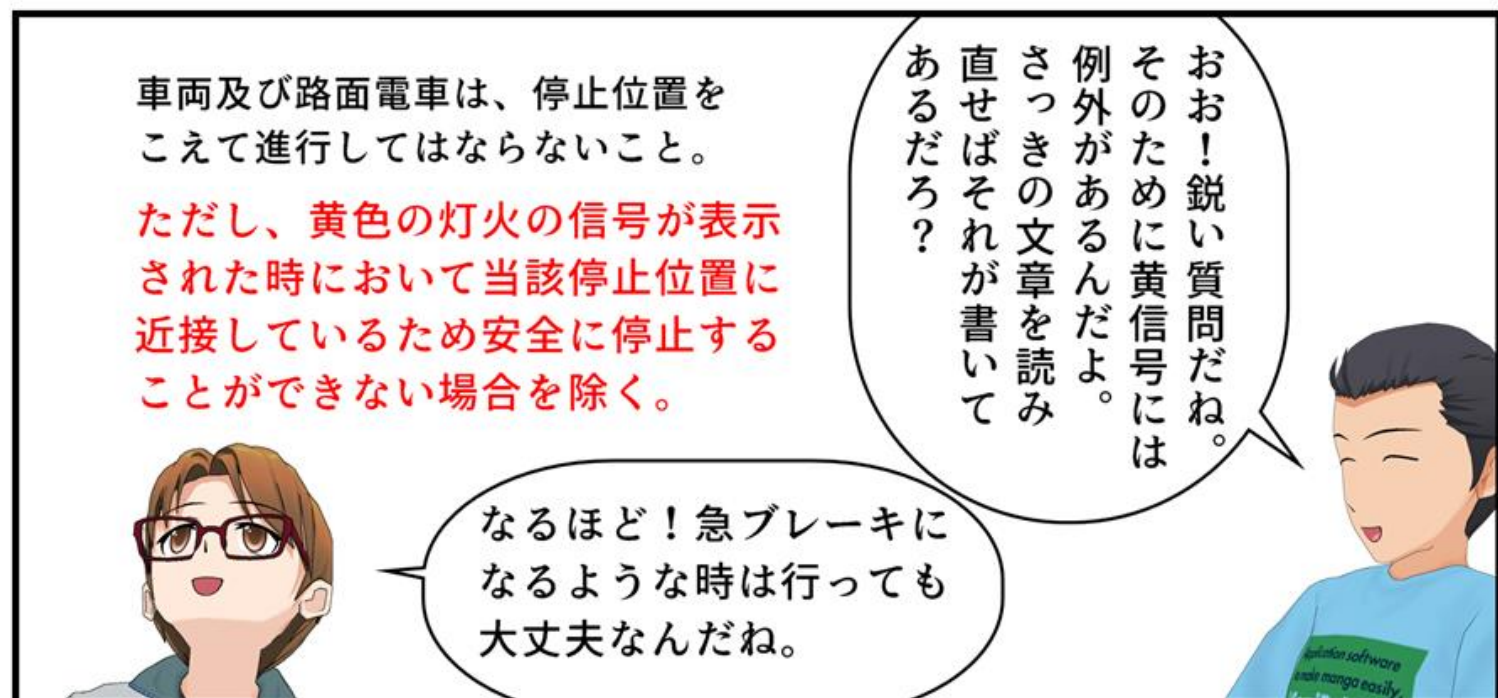 おお！鋭い質問だね。
そのために黄信号には
例外があるんだよ。
さっきの文章を読み
直せばそれが書いて
あるだろ？
車両及び路面電車は、停止位置を
こえて進行してはならないこと。
ただし、黄色の灯火の信号が表示
された時において当該停止位置に
近接しているため安全に停止する
ことができない場合を除く。
なるほど！急ブレーキに
なるような時は行っても
大丈夫なんだね。
Application software
to make manga easily